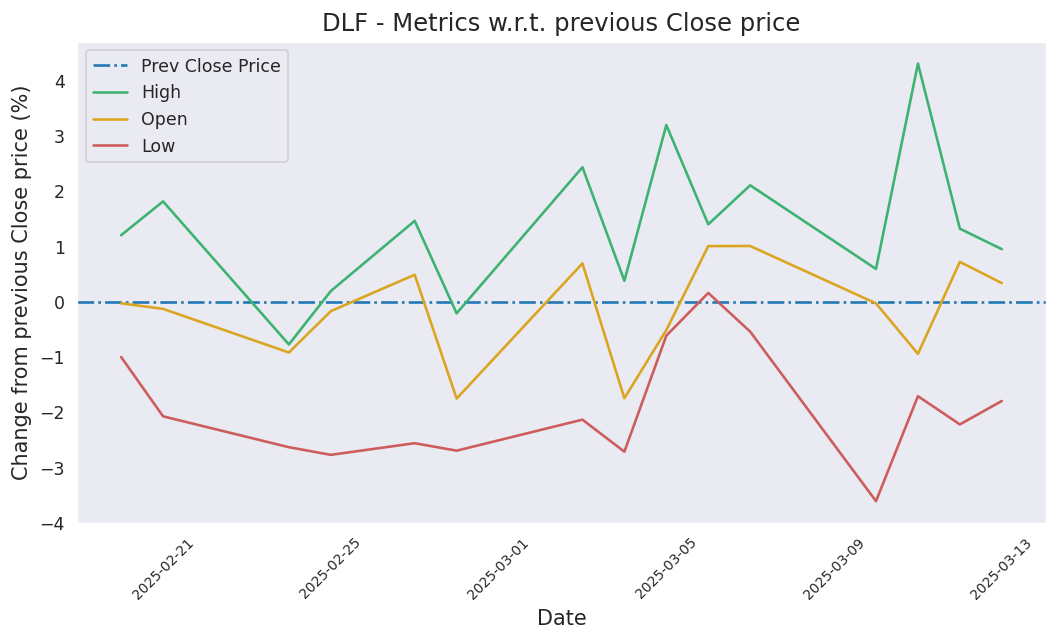 DLF - Metrics w.r.t. previous Close price
Prev Close Price
High
Open
Low
Change from previous Close price (%)
4
3
2
1
0
−1
−2
−3
−4
2025-02-21
2025-02-25
2025-03-01
2025-03-05
2025-03-09
2025-03-13
Date